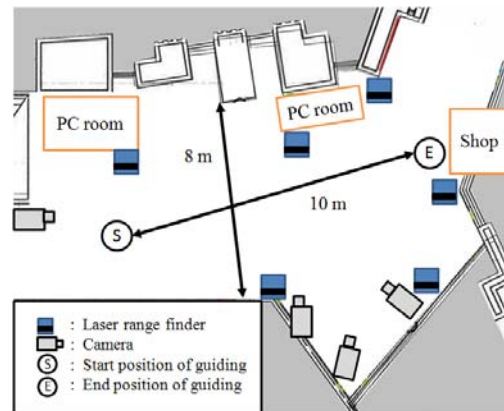 PC room
PC room
Shop
8 m
E
10 m
S
: Laser range finder
: Camera
S : Start position of guiding
E : End position of guiding